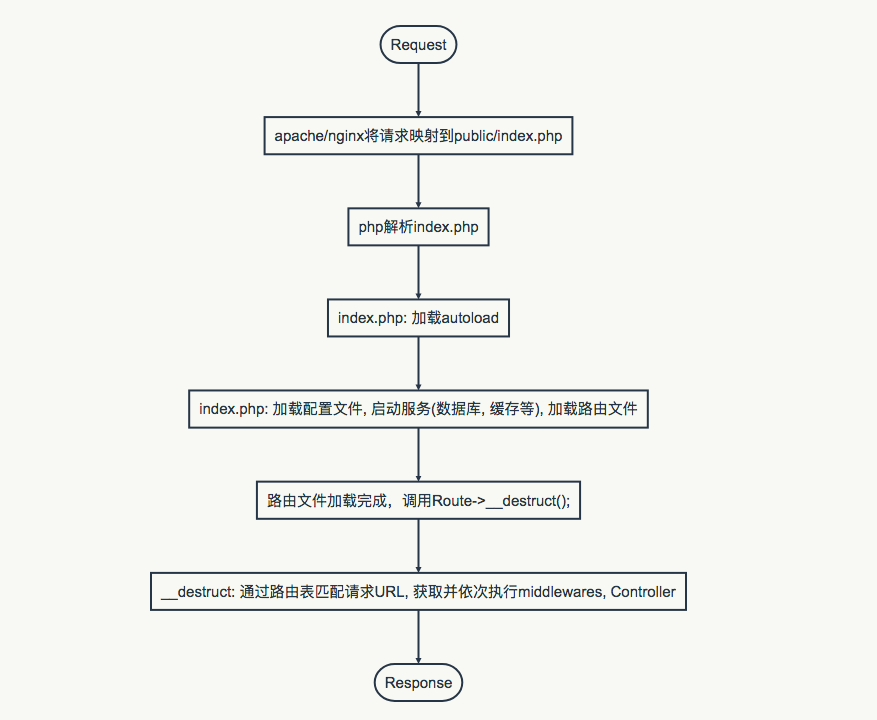 Request
apache/nginx将请求映射到public/index.php
php解析index.php
index.php: 加载autoload
index.php: 加载配置文件, 启动服务(数据库, 缓存等), 加载路由文件
路由文件加载完成，调用Route->__destruct();
__destruct: 通过路由表匹配请求URL, 获取并依次执行middlewares, Controller
Response